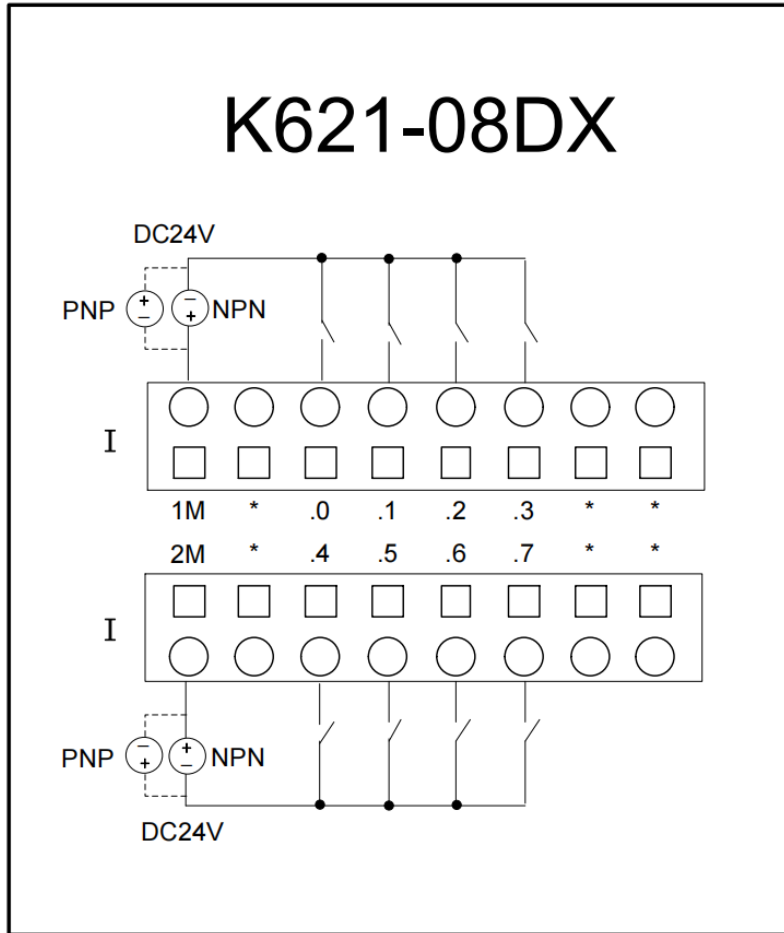 K621-08DX
DC24V
PNP + − − + NPN
I
1M * .0 .1 .2 .3 * *
2M * .4 .5 .6 .7 * *
I
PNP − + + − NPN
DC24V